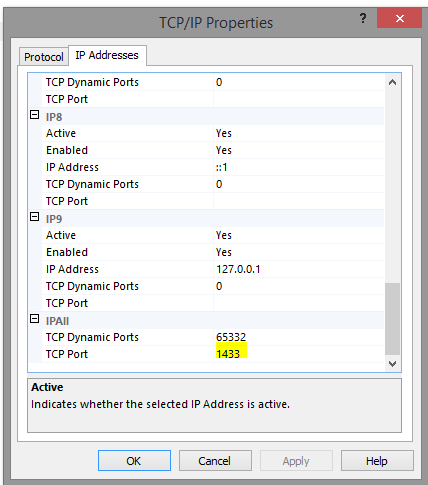 TCP/IP Properties
?
Protocol
IP Addresses
TCP Dynamic Ports 0
TCP Port
IP8
Active Yes
Enabled Yes
IP Address ::1
TCP Dynamic Ports 0
TCP Port
IP9
Active Yes
Enabled Yes
IP Address 127.0.0.1
TCP Dynamic Ports 0
TCP Port
IPAll
TCP Dynamic Ports 65332
TCP Port 1433
Active
Indicates whether the selected IP Address is active.
OK
Cancel
Apply
Help